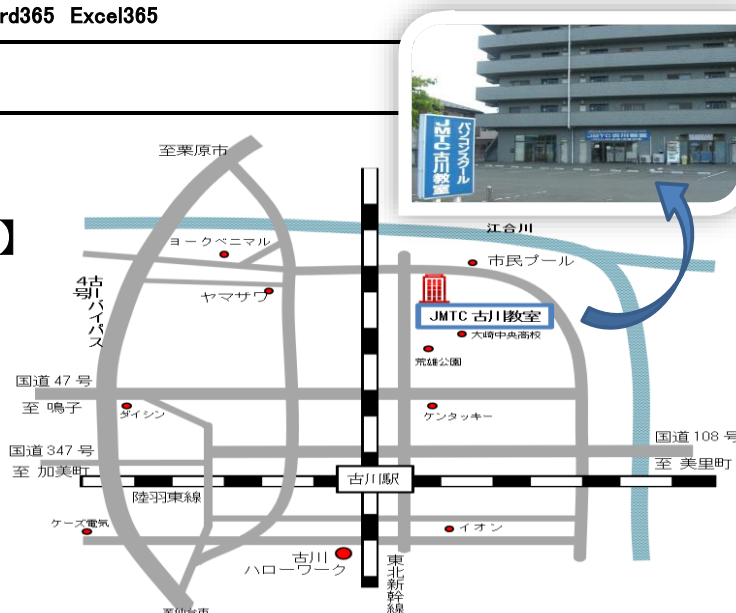 rd365 Excel365
パソコンスクール
JMTC古川教室
JMTC古川教室
】
至栗原市
江合川
ヨークベニマル
市民プール
ヤマザワ
古川バイパス
4号
JMTC 古川教室
大崎中央高校
荒雄公園
国道 47 号
至 鳴子
ダイシン
ケンタッキー
国道 108 号
国道 347 号
至 美里町
至 加美町
古川駅
陸羽東線
ケーズ電気
イオン
古川
ハローワーク
東北新幹線